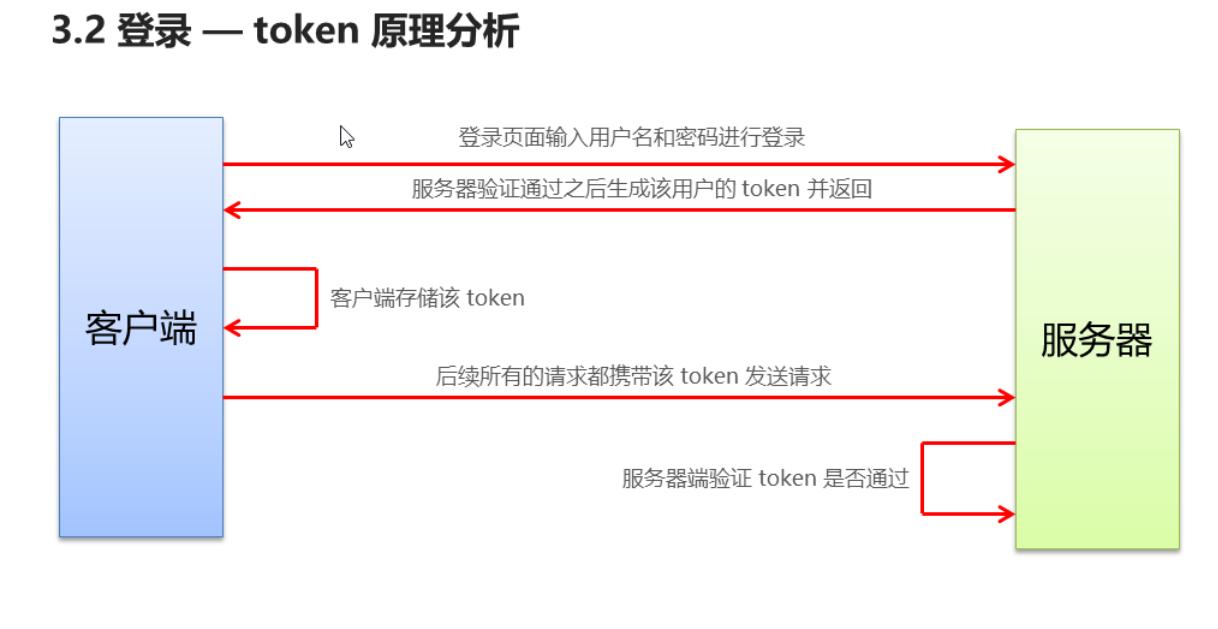 3.2 登录 — token 原理分析
登录页面输入用户名和密码进行登录
服务器验证通过之后生成该用户的 token 并返回
客户端存储该 token
客户端
服务器
后续所有的请求都携带该 token 发送请求
服务器端验证 token 是否通过